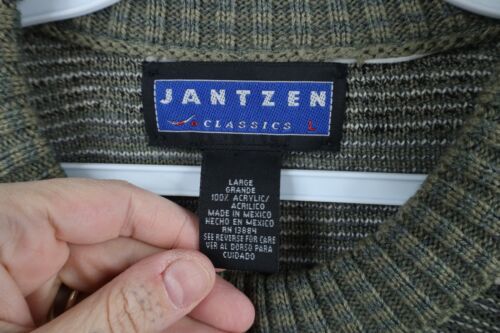 JANTZEN
CLASSICS L
LARGE
GRANDE
100% ACRYLIC/
ACRILICO
MADE IN MEXICO
HECHO EN MEXICO
RN 13884
SEE REVERSE FOR CARE
VER AL DORSO PARA
CUIDADO